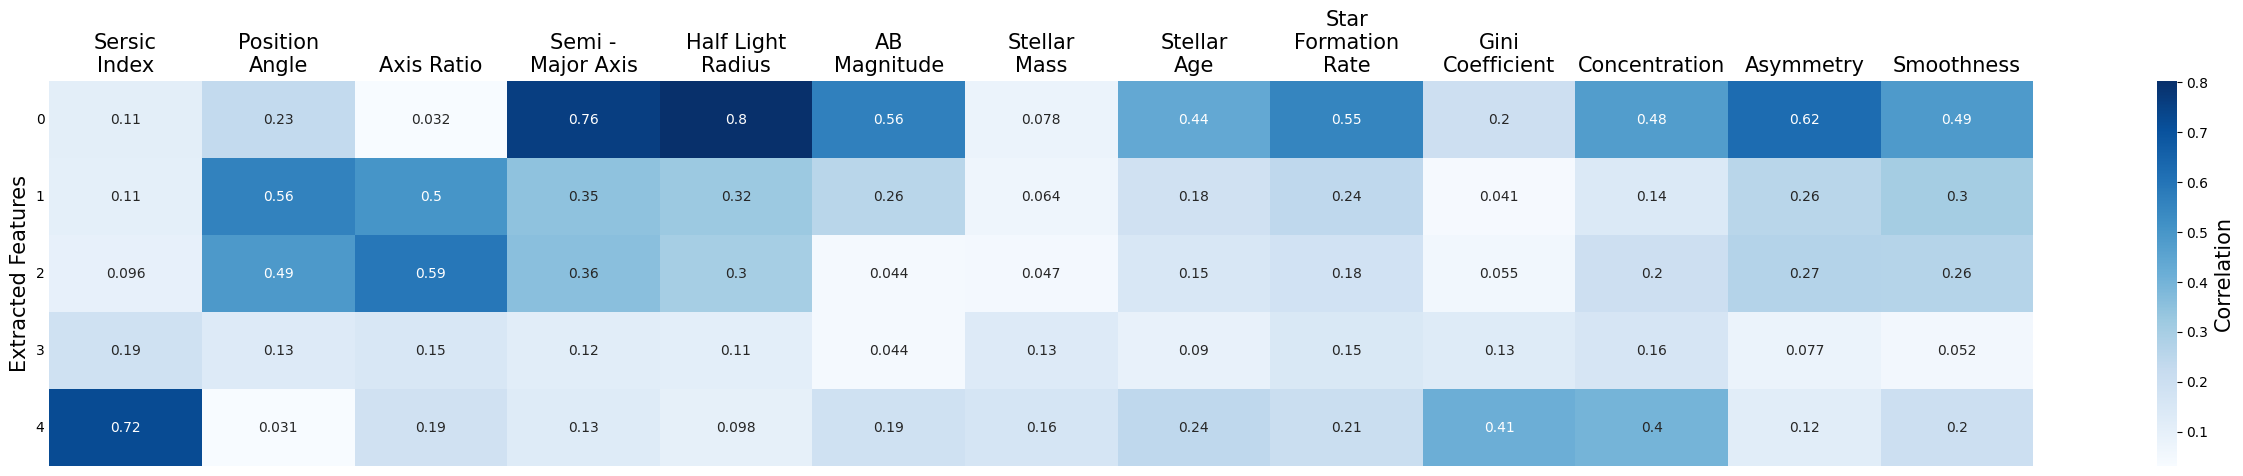 Sersic Index
Position Angle
Axis Ratio
Semi - Major Axis
Half Light Radius
AB Magnitude
Stellar Mass
Stellar Age
Star Formation Rate
Gini Coefficient
Concentration
Asymmetry
Smoothness
Extracted Features
0 0.11 0.23 0.032 0.76 0.8 0.56 0.078 0.44 0.55 0.2 0.48 0.62 0.49
1 0.11 0.56 0.5 0.35 0.32 0.26 0.064 0.18 0.24 0.041 0.14 0.26 0.3
2 0.096 0.49 0.59 0.36 0.3 0.044 0.047 0.15 0.18 0.055 0.2 0.27 0.26
3 0.19 0.13 0.15 0.12 0.11 0.044 0.13 0.09 0.15 0.13 0.16 0.077 0.052
4 0.72 0.031 0.19 0.13 0.098 0.19 0.16 0.24 0.21 0.41 0.4 0.12 0.2
0.8
0.7
0.6
0.5
0.4
0.3
0.2
0.1
Correlation